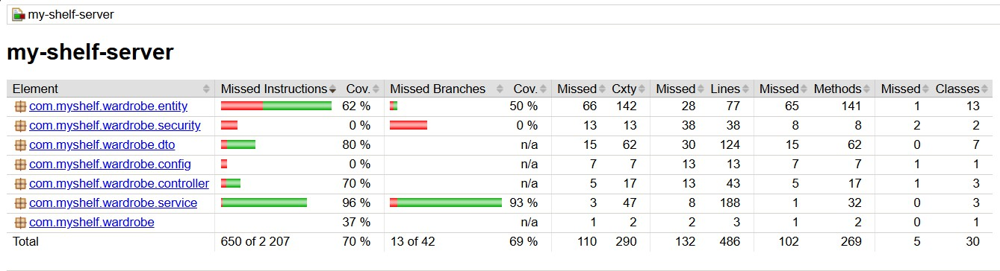 my-shelf-server
my-shelf-server
Element Missed Instructions Cov. Missed Branches Cov. Missed Cxty Missed Lines Missed Methods Missed Classes
com.myshelf.wardrobe.entity 62 % 50 % 66 142 28 77 65 141 1 13
com.myshelf.wardrobe.security 0 % 0 % 13 13 38 38 8 8 2 2
com.myshelf.wardrobe.dto 80 % n/a 15 62 30 124 15 62 0 7
com.myshelf.wardrobe.config 0 % n/a 7 7 13 13 7 7 1 1
com.myshelf.wardrobe.controller 70 % n/a 5 17 13 43 5 17 1 3
com.myshelf.wardrobe.service 96 % 93 % 3 47 8 188 1 32 0 3
com.myshelf.wardrobe 37 % n/a 1 2 2 3 1 2 0 1
Total 650 of 2 207 70 % 13 of 42 69 % 110 290 132 486 102 269 5 30